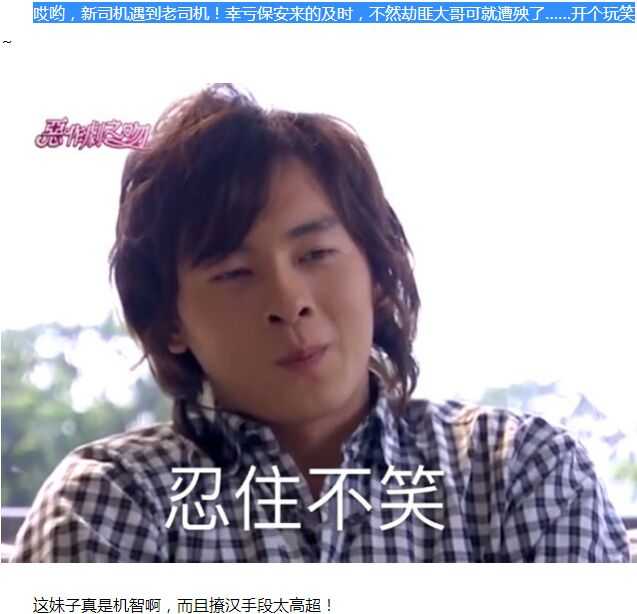 哎哟，新司机遇到老司机！幸亏保安来的及时，不然劫匪大哥可就遭殃了……开个玩笑
~
惡作劇之吻
忍住不笑
这妹子真是机智啊，而且撩汉手段太高超！